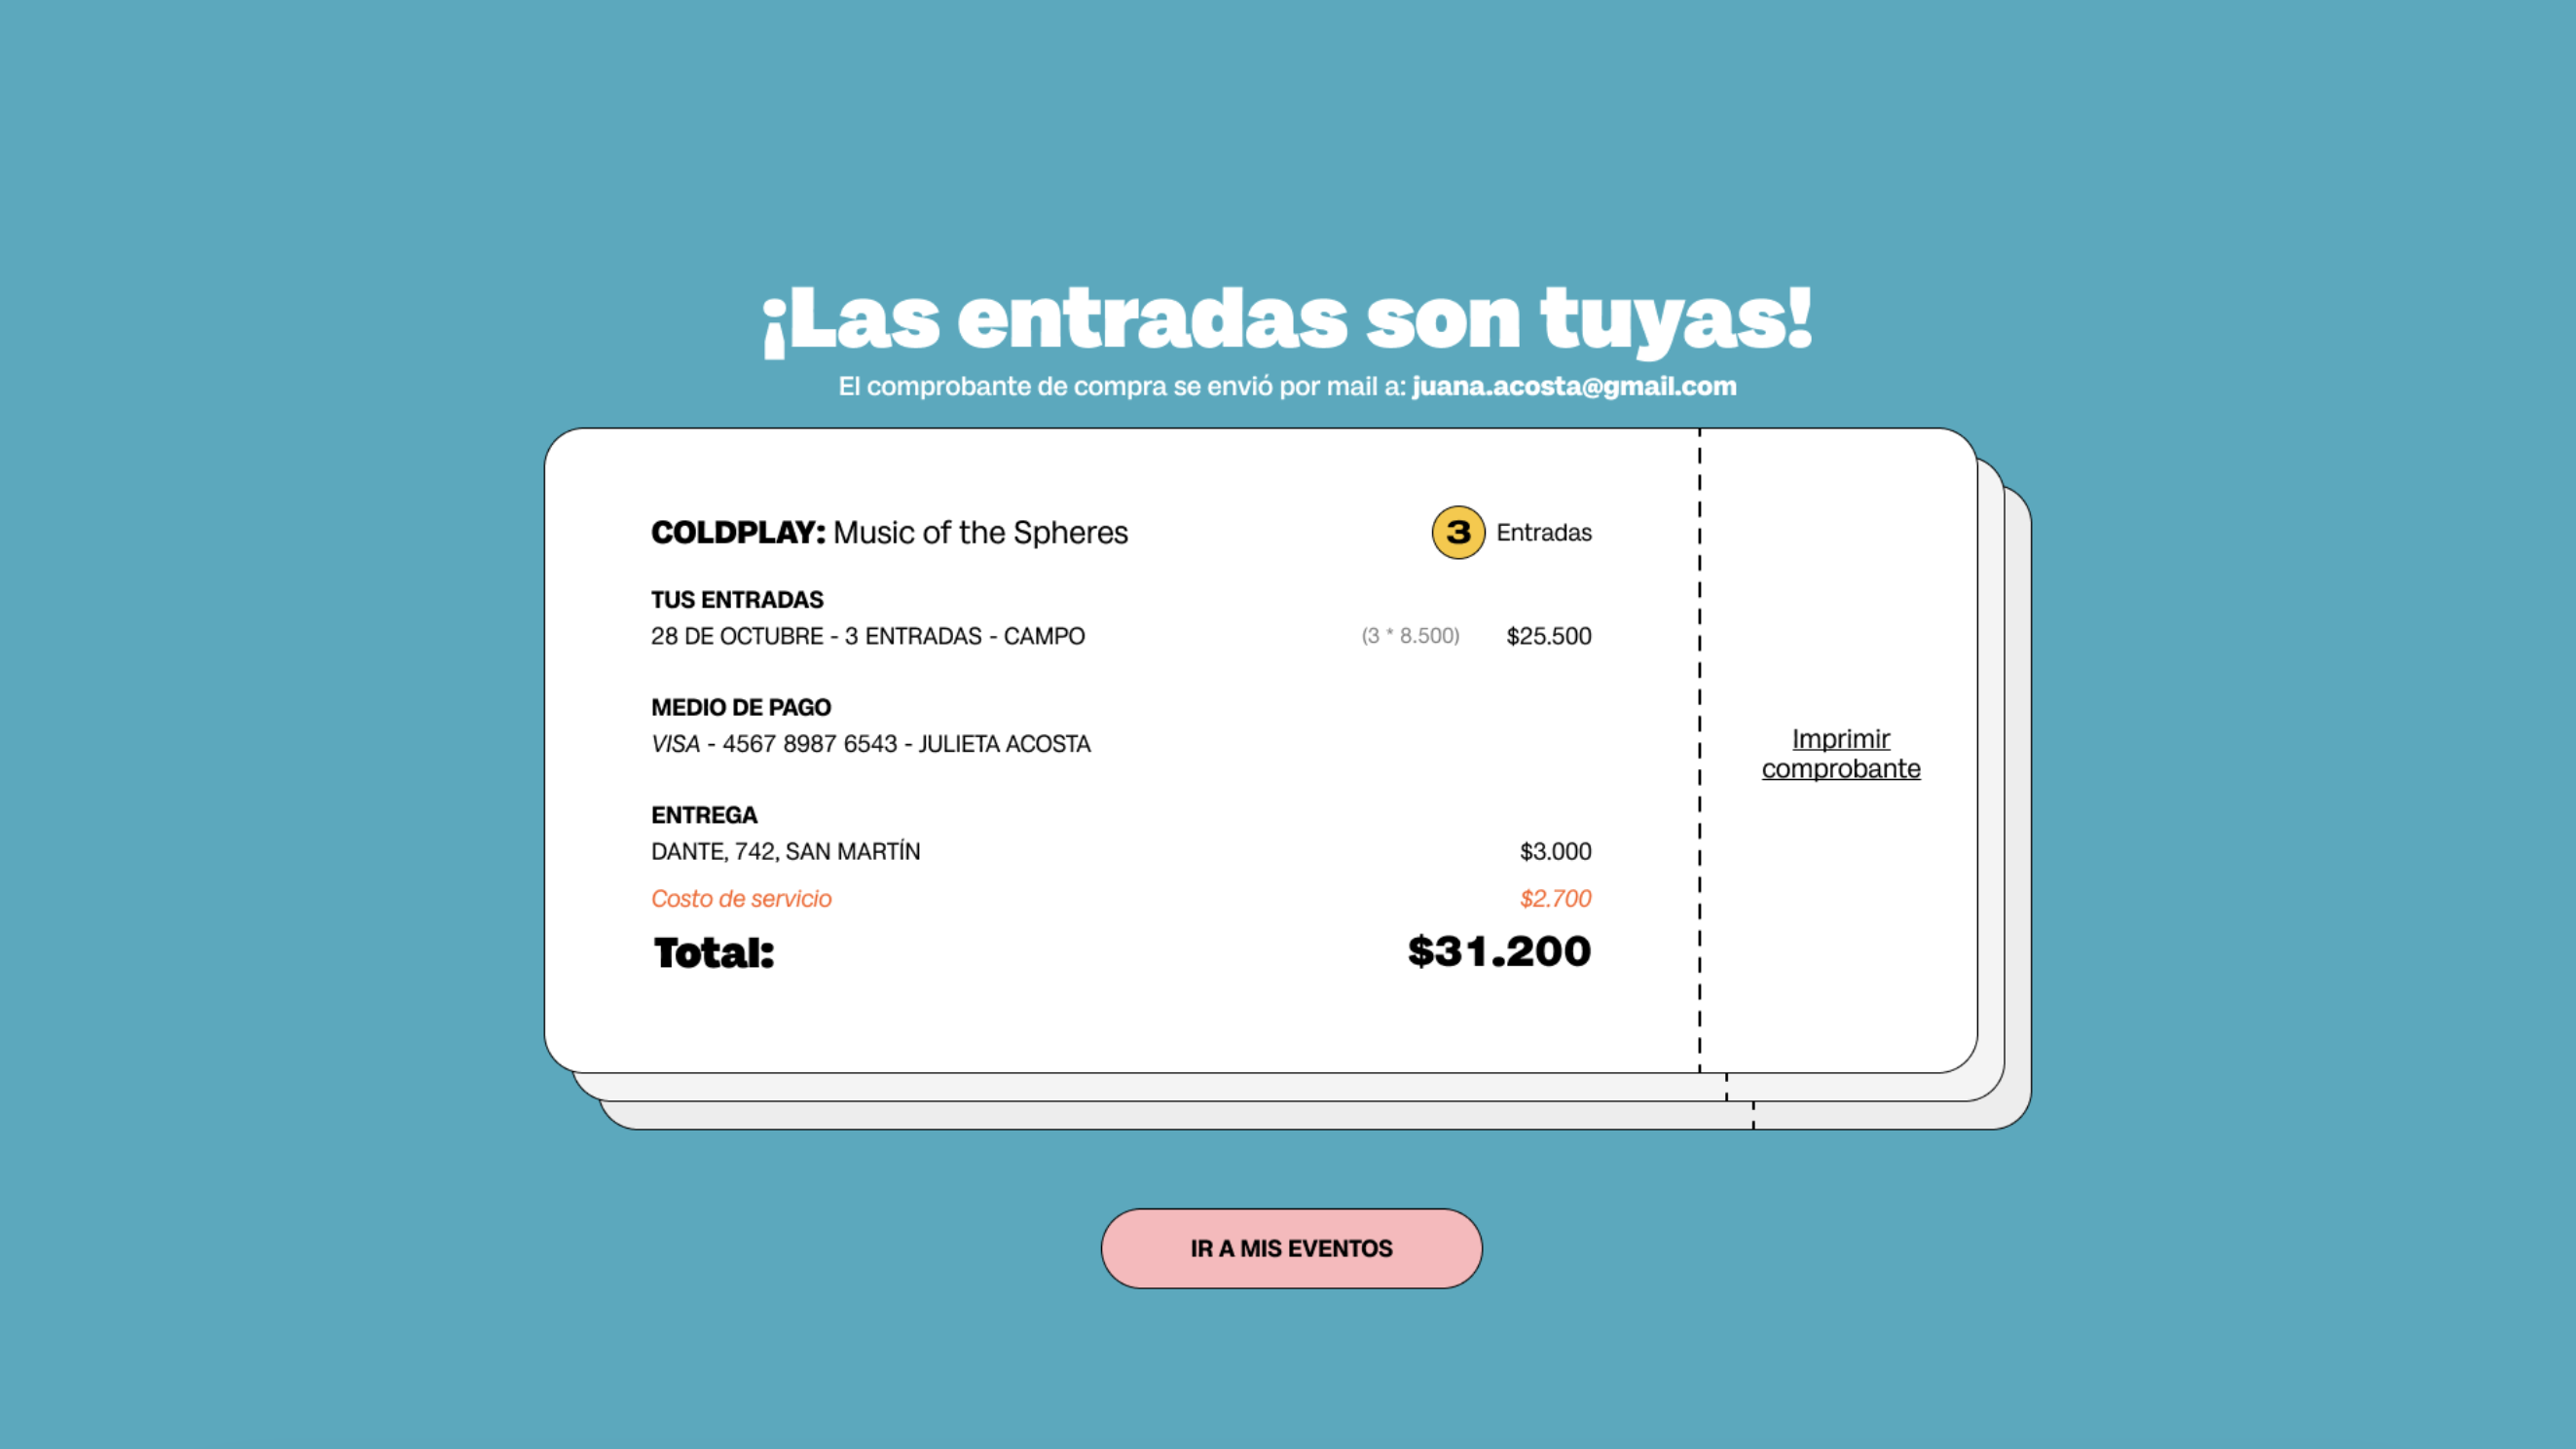 ¡Las entradas son tuyas!
El comprobante de compra se envió por mail a: juana.acosta@gmail.com
COLDPLAY: Music of the Spheres
3 Entradas
TUS ENTRADAS
28 DE OCTUBRE - 3 ENTRADAS - CAMPO (3 * 8.500) $25.500
MEDIO DE PAGO
VISA - 4567 8987 6543 - JULIETA ACOSTA
ENTREGA
DANTE, 742, SAN MARTÍN $3.000
Costo de servicio $2.700
Total: $31.200
Imprimir
comprobante
IR A MIS EVENTOS